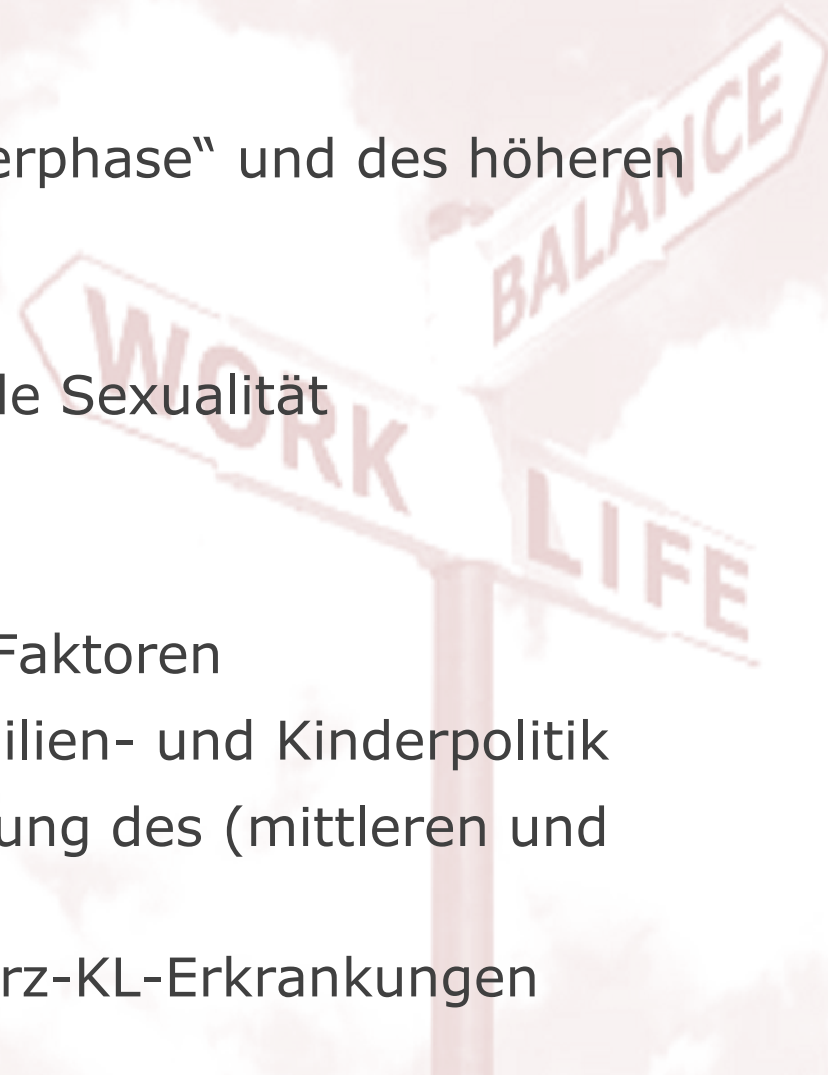 erphase“ und des höheren
BALANCE
WORK
le Sexualität
LIFE
Faktoren
ilien- und Kinderpolitik
ung des (mittleren und
rz-KL-Erkrankungen